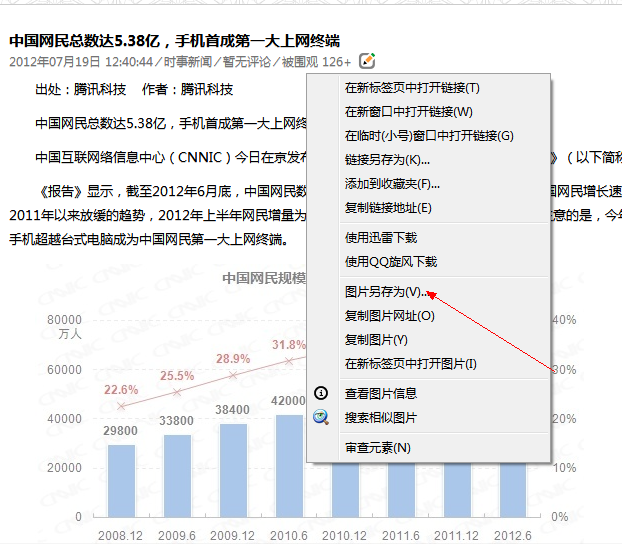 中国网民总数达5.38亿，手机首成第一大上网终端
2012年07月19日 12:40:44／时事新闻／暂无评论／被围观 126+
出处：腾讯科技 作者：腾讯科技
中国网民总数达5.38亿，手机首成第一大上网终
中国互联网络信息中心（CNNIC）今日在京发布
》（以下简称
《报告》显示，截至2012年6月底，中国网民数
国网民增长速
2011年以来放缓的趋势，2012年上半年网民增量为
意的是，今年
手机超越台式电脑成为中国网民第一大上网终端。
在新标签页中打开链接(T)
在新窗口中打开链接(W)
在临时(小号)窗口中打开链接(G)
链接另存为(K)...
添加到收藏夹(F)...
复制链接地址(E)
使用迅雷下载
使用QQ旋风下载
图片另存为(V)...
复制图片网址(O)
复制图片(Y)
在新标签页中打开图片(I)
查看图片信息
搜索相似图片
审查元素(N)
中国网民规模
80000
万人
60000
40000
20000
0
40%
30%
20%
10%
0%
22.6%
25.5%
28.9%
31.8%
29800
33800
38400
42000
2008.12
2009.6
2009.12
2010.6
2010.12
2011.6
2011.12
2012.6